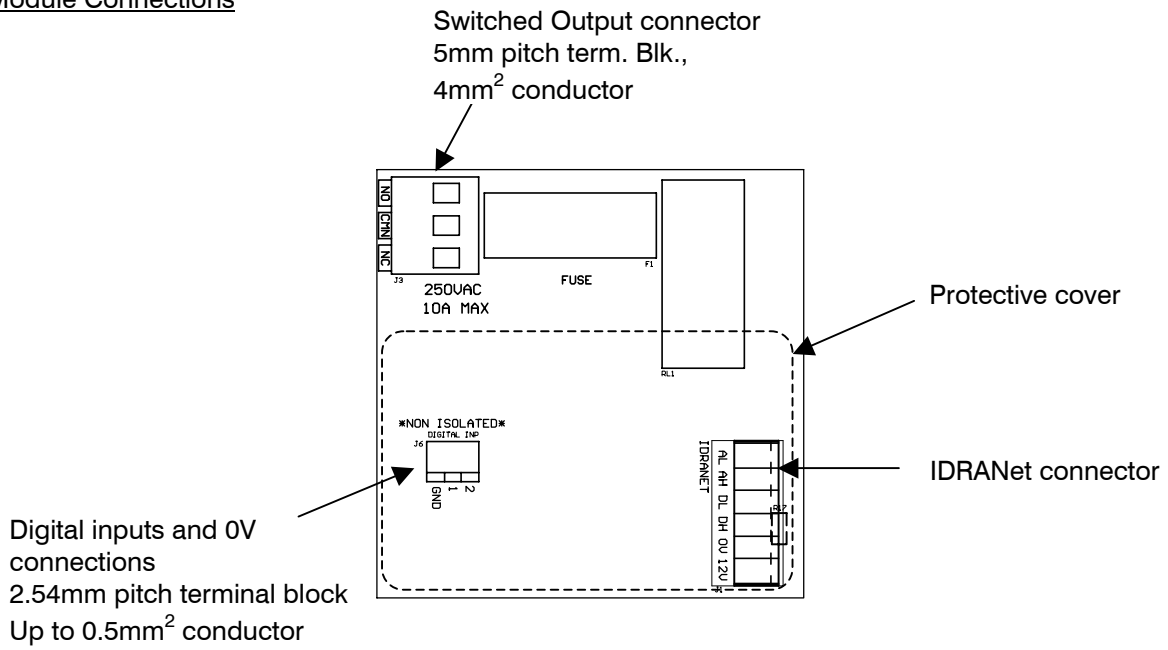 Module Connections
Switched Output connector
5mm pitch term. Blk.,
4mm² conductor
NO
CMN
NC
J3
250VAC
10A MAX
FUSE
F1
RL1
Protective cover
*NON ISOLATED*
DIGITAL INP
J6
GND
1
2
IDRANET
AL AH DL DH 0V 12V
R17
J1
IDRANet connector
Digital inputs and 0V
connections
2.54mm pitch terminal block
Up to 0.5mm² conductor